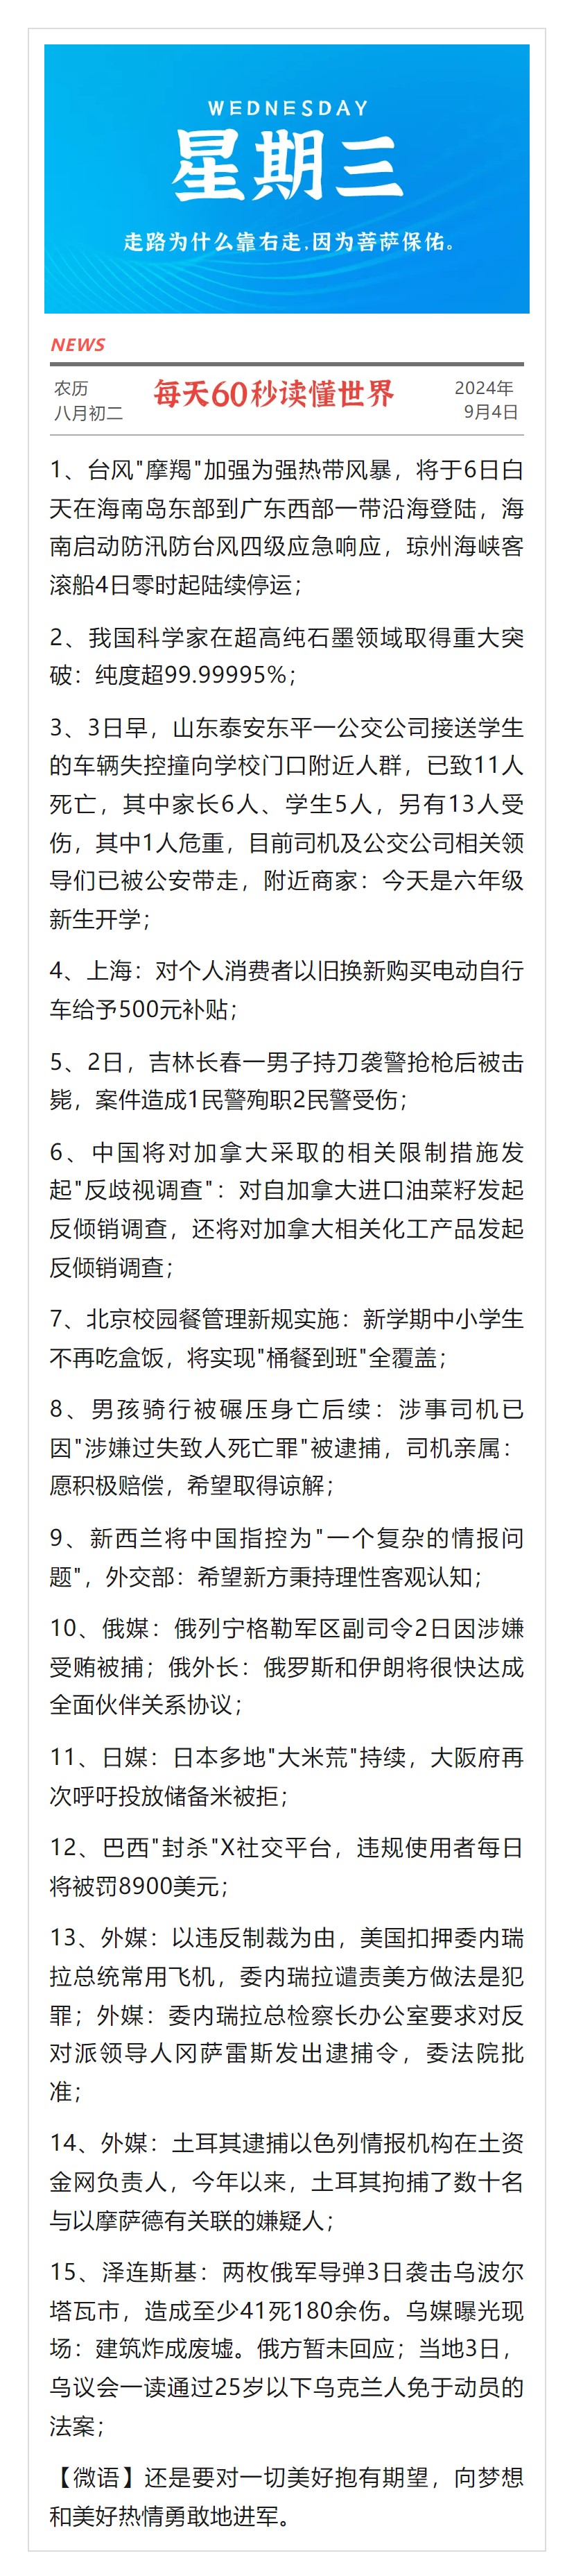 WEDNESDAY
星期三
走路为什么靠右走,因为菩萨保佑。
NEWS
农历
八月初二
每天60秒读懂世界
2024年
9月4日
1、台风"摩羯"加强为强热带风暴，将于6日白
天在海南岛东部到广东西部一带沿海登陆，海
南启动防汛防台风四级应急响应，琼州海峡客
滚船4日零时起陆续停运；
2、我国科学家在超高纯石墨领域取得重大突
破：纯度超99.99995%；
3、3日早，山东泰安东平一公交公司接送学生
的车辆失控撞向学校门口附近人群，已致11人
死亡，其中家长6人、学生5人，另有13人受
伤，其中1人危重，目前司机及公交公司相关领
导们已被公安带走，附近商家：今天是六年级
新生开学；
4、上海：对个人消费者以旧换新购买电动自行
车给予500元补贴；
5、2日，吉林长春一男子持刀袭警抢枪后被击
毙，案件造成1民警殉职2民警受伤；
6、中国将对加拿大采取的相关限制措施发
起"反歧视调查"：对自加拿大进口油菜籽发起
反倾销调查，还将对加拿大相关化工产品发起
反倾销调查；
7、北京校园餐管理新规实施：新学期中小学生
不再吃盒饭，将实现"桶餐到班"全覆盖；
8、男孩骑行被碾压身亡后续：涉事司机已
因"涉嫌过失致人死亡罪"被逮捕，司机亲属：
愿积极赔偿，希望取得谅解；
9、新西兰将中国指控为"一个复杂的情报问
题"，外交部：希望新方秉持理性客观认知；
10、俄媒：俄列宁格勒军区副司令2日因涉嫌
受贿被捕；俄外长：俄罗斯和伊朗将很快达成
全面伙伴关系协议；
11、日媒：日本多地"大米荒"持续，大阪府再
次呼吁投放储备米被拒；
12、巴西"封杀"X社交平台，违规使用者每日
将被罚8900美元；
13、外媒：以违反制裁为由，美国扣押委内瑞
拉总统常用飞机，委内瑞拉谴责美方做法是犯
罪；外媒：委内瑞拉总检察长办公室要求对反
对派领导人冈萨雷斯发出逮捕令，委法院批
准；
14、外媒：土耳其逮捕以色列情报机构在土资
金网负责人，今年以来，土耳其拘捕了数十名
与以摩萨德有关联的嫌疑人；
15、泽连斯基：两枚俄军导弹3日袭击乌波尔
塔瓦市，造成至少41死180余伤。乌媒曝光现
场：建筑炸成废墟。俄方暂未回应；当地3日，
乌议会一读通过25岁以下乌克兰人免于动员的
法案；
【微语】还是要对一切美好抱有期望，向梦想
和美好热情勇敢地进军。